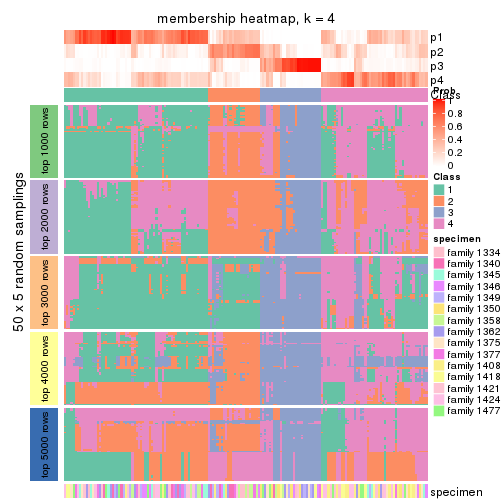 membership heatmap, k = 4
p1
p2
p3
p4
Class
Prob
1
0.8
0.6
0.4
0.2
0
Class
1
2
3
4
specimen
family 1334
family 1340
family 1345
family 1346
family 1349
family 1350
family 1358
family 1362
family 1375
family 1377
family 1408
family 1418
family 1421
family 1424
family 1477
50 x 5 random samplings
top 1000 rows
top 2000 rows
top 3000 rows
top 4000 rows
top 5000 rows
specimen